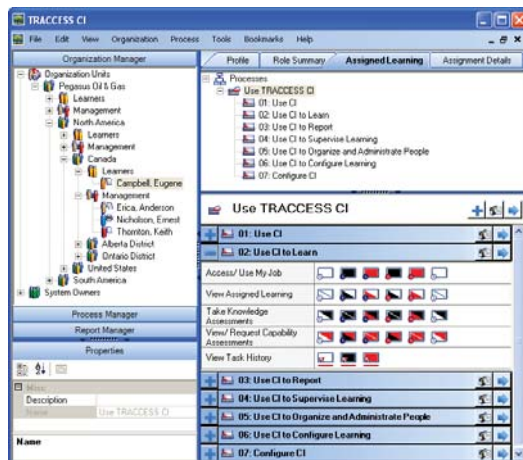 TRACCESS CI
File Edit View Organization Process Tools Bookmarks Help
Organization Manager
Organization Units
Pegasus Oil & Gas
Learners
Management
North America
Learners
Management
Canada
Learners
Campbell, Eugene
Management
Erica, Anderson
Nicholson, Ernest
Thornton, Keith
Alberta District
Ontario District
United States
South America
System Owners
Process Manager
Report Manager
Properties
Misc
Description
Name Use TRACCESS CI
Name
Profile Role Summary Assigned Learning Assignment Details
Processes
Use TRACCESS CI
01: Use CI
02: Use CI to Learn
03: Use CI to Report
04: Use CI to Supervise Learning
05: Use CI to Organize and Administrate People
06: Use CI to Configure Learning
07: Configure CI
Use TRACCESS CI
01: Use CI
02: Use CI to Learn
Access/ Use My Job
View Assigned Learning
Take Knowledge
Assessments
View/ Request Capability
Assessments
View Task History
03: Use CI to Report
04: Use CI to Supervise Learning
05: Use CI to Organize and Administrate People
06: Use CI to Configure Learning
07: Configure CI